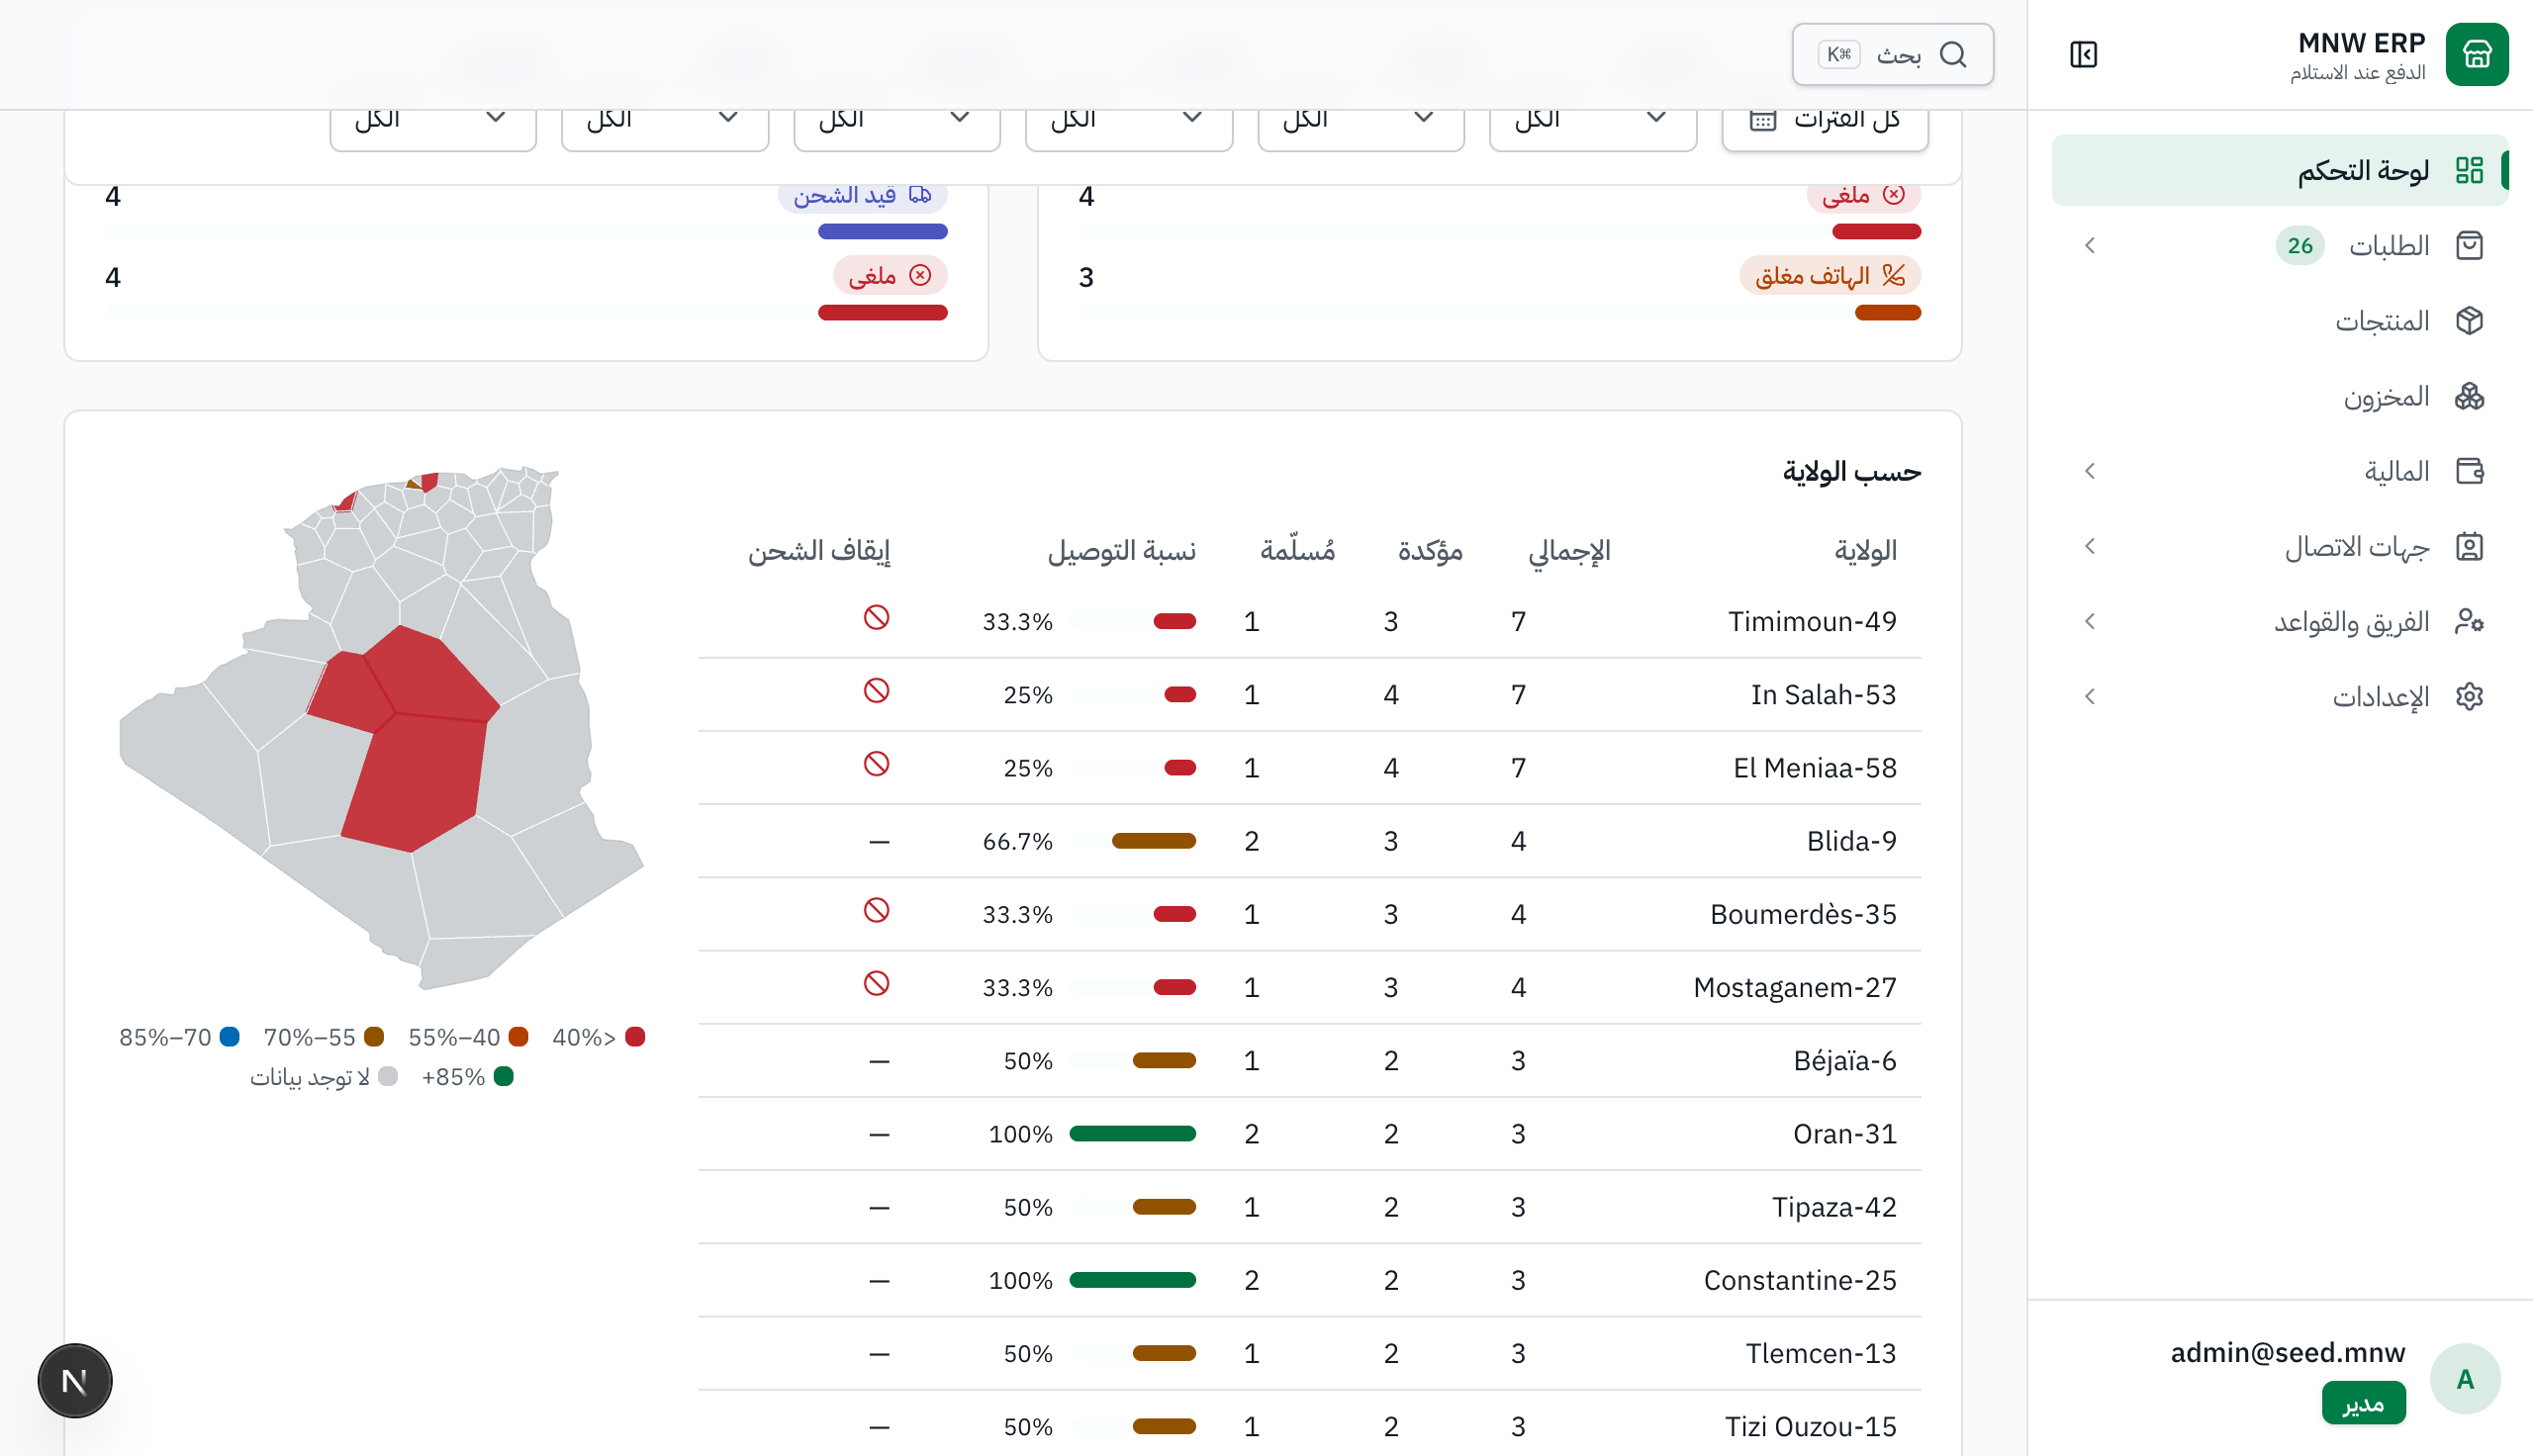 MNW ERP
الدفع عند الاستلام
لوحة التحكم
الطلبات 26
المنتجات
المخزون
المالية
جهات الاتصال
الفريق والقواعد
الإعدادات
admin@seed.mnw
A
مدير
بحث ⌘K
كل الفترات الكل الكل الكل الكل الكل الكل
ملغى 4
الهاتف مغلق 3
قيد الشحن 4
ملغى 4
حسب الولاية
الولاية الإجمالي مؤكدة مُسلّمة نسبة التوصيل إيقاف الشحن
Timimoun-49 7 3 1 33.3%
In Salah-53 7 4 1 25%
El Meniaa-58 7 4 1 25%
Blida-9 4 3 2 66.7% —
Boumerdès-35 4 3 1 33.3%
Mostaganem-27 4 3 1 33.3%
Béjaïa-6 3 2 1 50% —
Oran-31 3 2 2 100% —
Tipaza-42 3 2 1 50% —
Constantine-25 3 2 2 100% —
Tlemcen-13 3 2 1 50% —
Tizi Ouzou-15 3 2 1 50% —
40%> 55%–40 70%–55 85%–70
+85% لا توجد بيانات
N